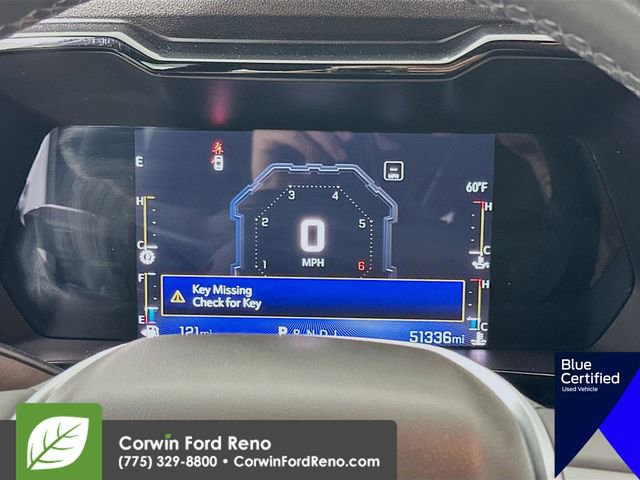 E
MPH
60°F
H
H
3 4
2 5
0
1 6
MPH
C
C
Key Missing
Check for Key
F
H
E
C
121mi
P R N D L
51336mi
Blue
Certified
Used Vehicle
Corwin Ford Reno
(775) 329-8800 • CorwinFordReno.com